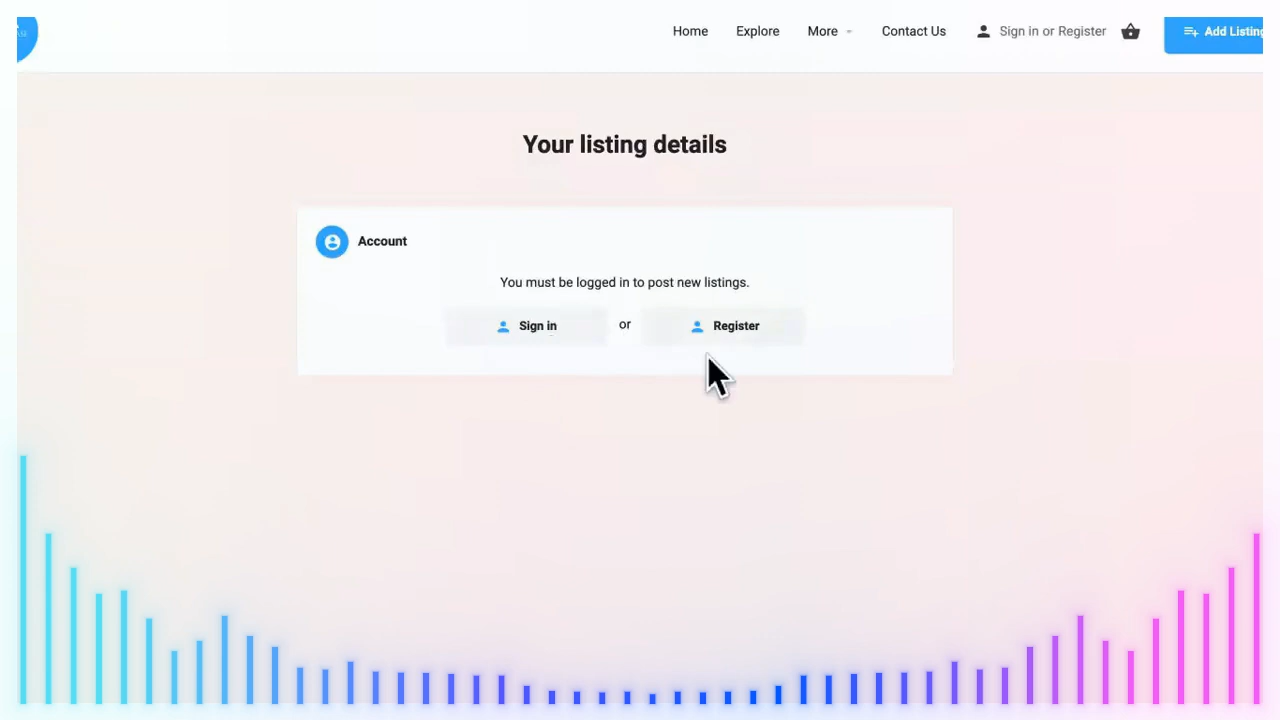 Home Explore More Contact Us Sign in or Register Add Listing
Your listing details
Account
You must be logged in to post new listings.
Sign in or Register